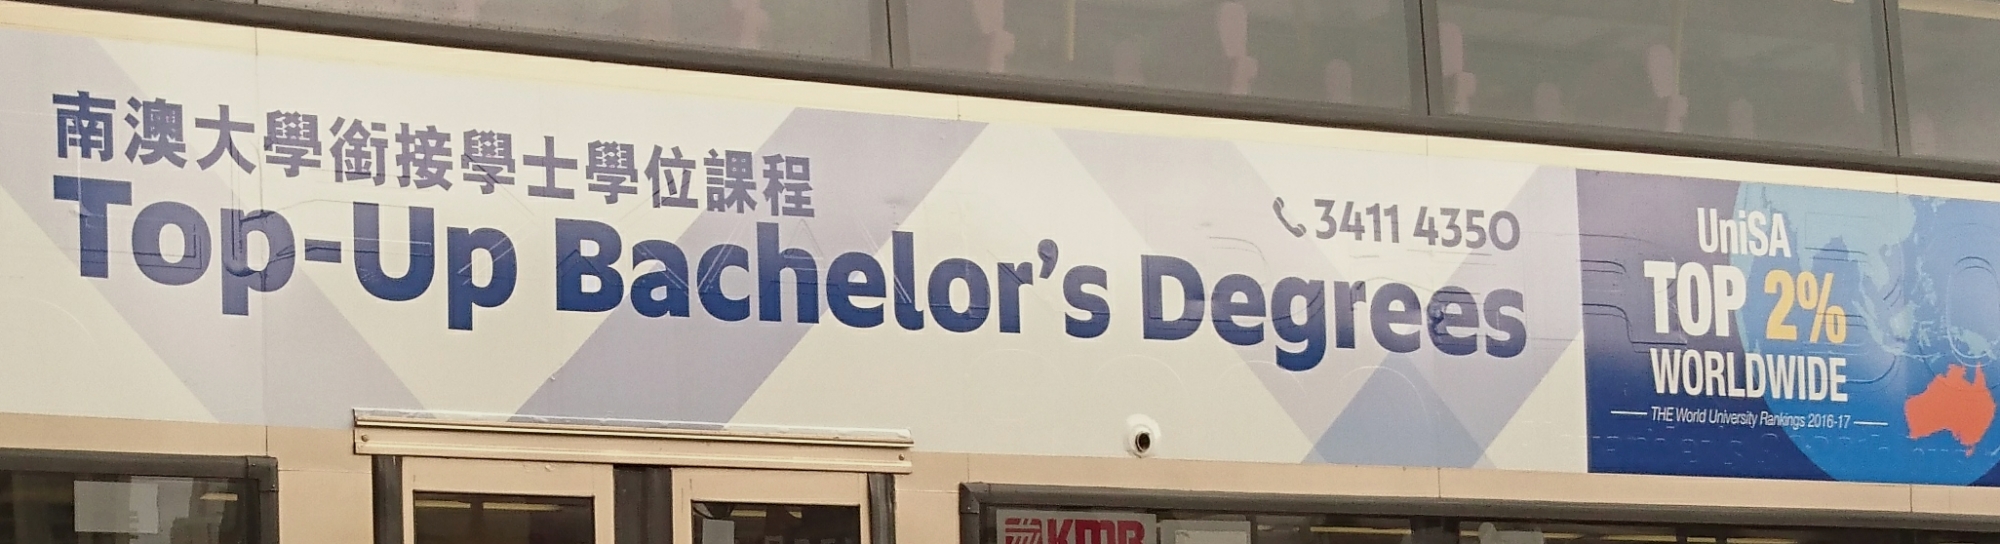 南澳大學銜接學士學位課程
Top-Up Bachelor's Degrees
3411 4350
UniSA
TOP 2%
WORLDWIDE
THE World University Rankings 2016-17
KMB